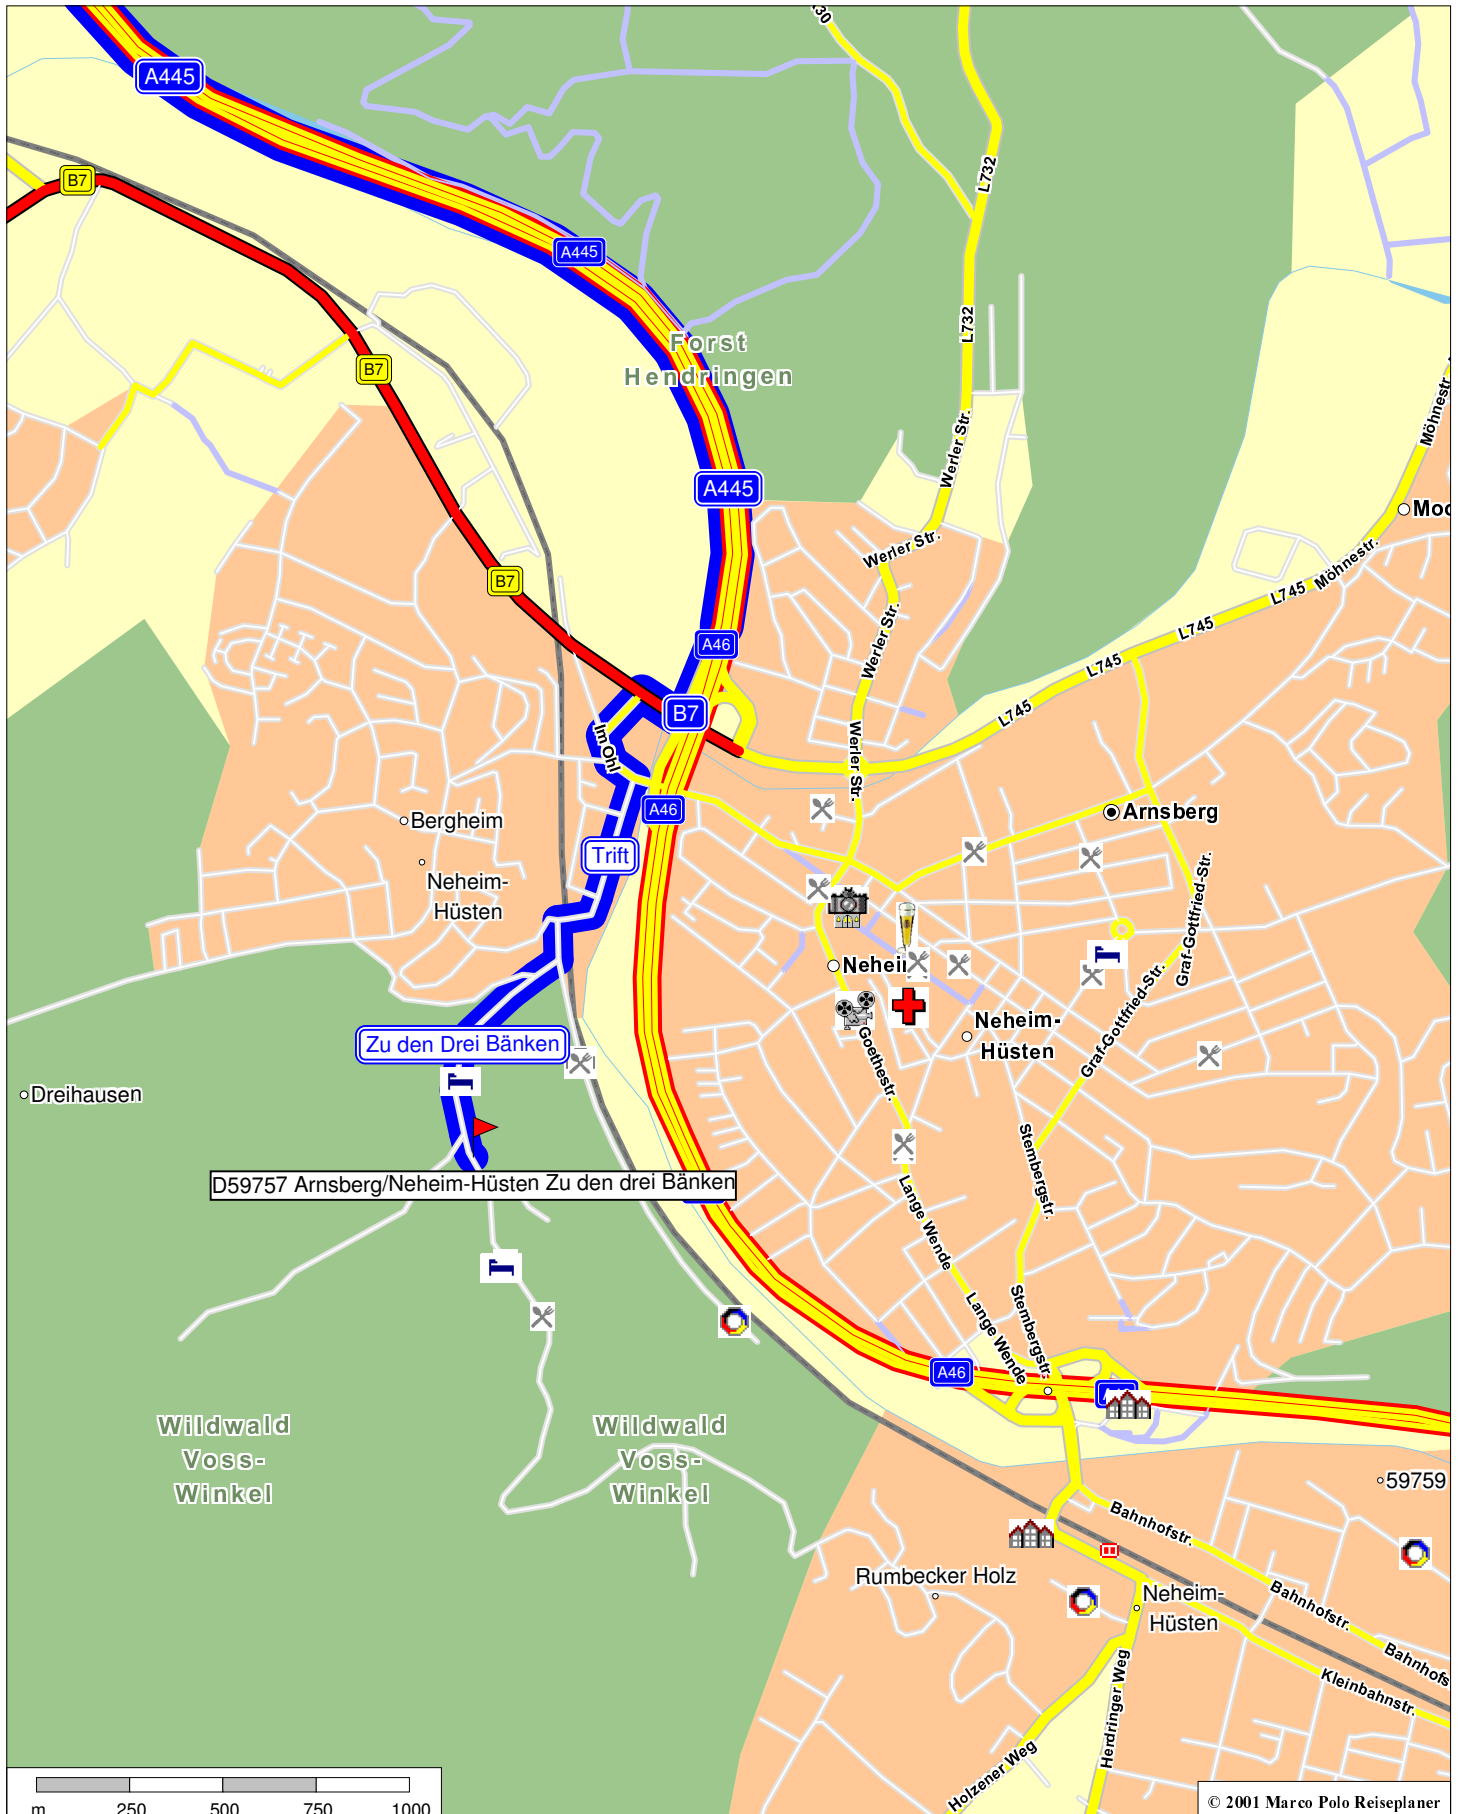 30
A445
B7
L732
A445
L732
Forst
Hendringen
B7
Möhnestr.
Werler Str.
A445
Werler Str.
Möhnestr.
B7
L745
L745
A46
Werler Str.
L745
B7
L745
Im Ohl
Werler Str.
A46
Arnsberg
Bergheim
Trift
Neheim-
Hüsten
Graf-Gottfried-Str.
Graf-Gottfried-Str.
Neheim-
Hüsten
Zu den Drei Bänken
Goethestr.
Dreihausen
Stembergstr.
D59757 Arnsberg/Neheim-Hüsten Zu den drei Bänken
Lange Wende
Lange Wende
Stembergstr.
A46
Wildwald
Voss-
Winkel
Wildwald
Voss-
Winkel
59759
Bahnhofstr.
Rumbecker Holz
Neheim-
Hüsten
Bahnhofstr.
Bahnhofs
Kleinbahnstr.
Herdringer Weg
Holzener Weg
m 250 500 750 1000
© 2001 Marco Polo Reiseplaner